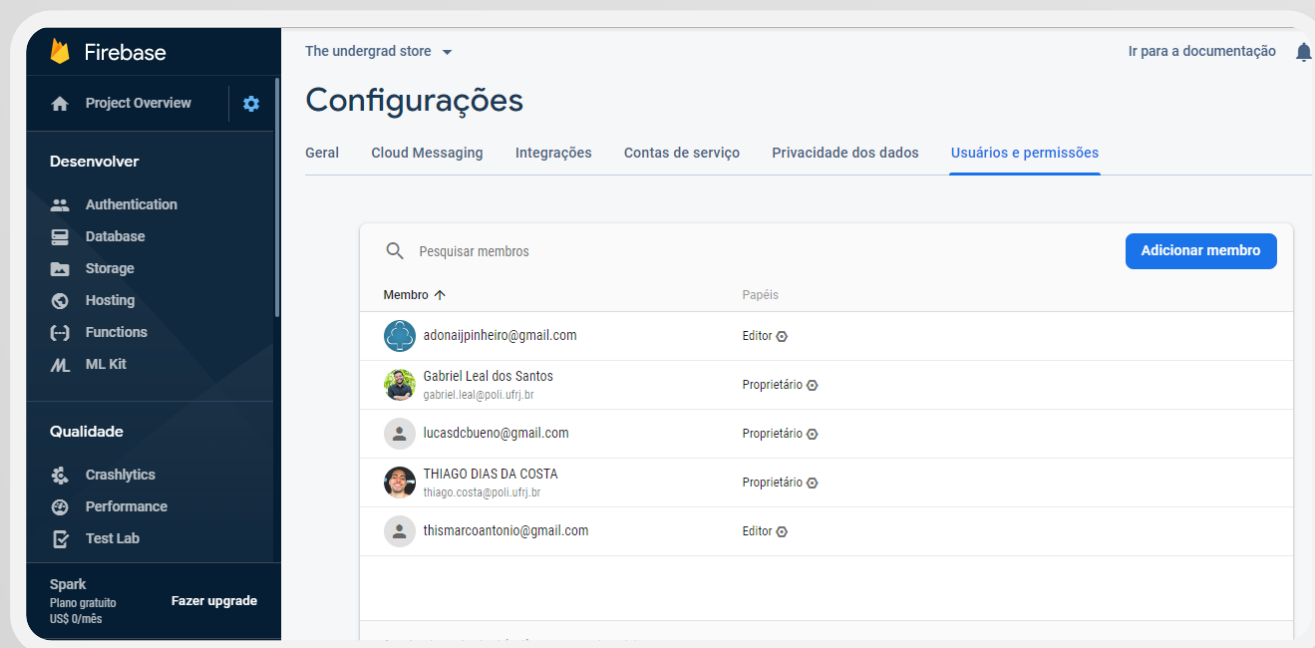 Firebase
Project Overview
Desenvolver
Authentication
Database
Storage
Hosting
Functions
ML Kit
Qualidade
Crashlytics
Performance
Test Lab
Spark
Plano gratuito
US$ 0/mês
Fazer upgrade
The undergrad store
Ir para a documentação
Configurações
Geral Cloud Messaging Integrações Contas de serviço Privacidade dos dados Usuários e permissões
Pesquisar membros
Adicionar membro
Membro Papéis
adonaijpinheiro@gmail.com Editor
Gabriel Leal dos Santos
gabriel.leal@poli.ufrj.br
Proprietário
lucasdcbueno@gmail.com Proprietário
THIAGO DIAS DA COSTA
thiago.costa@poli.ufrj.br
Proprietário
thismarcoantonio@gmail.com Editor